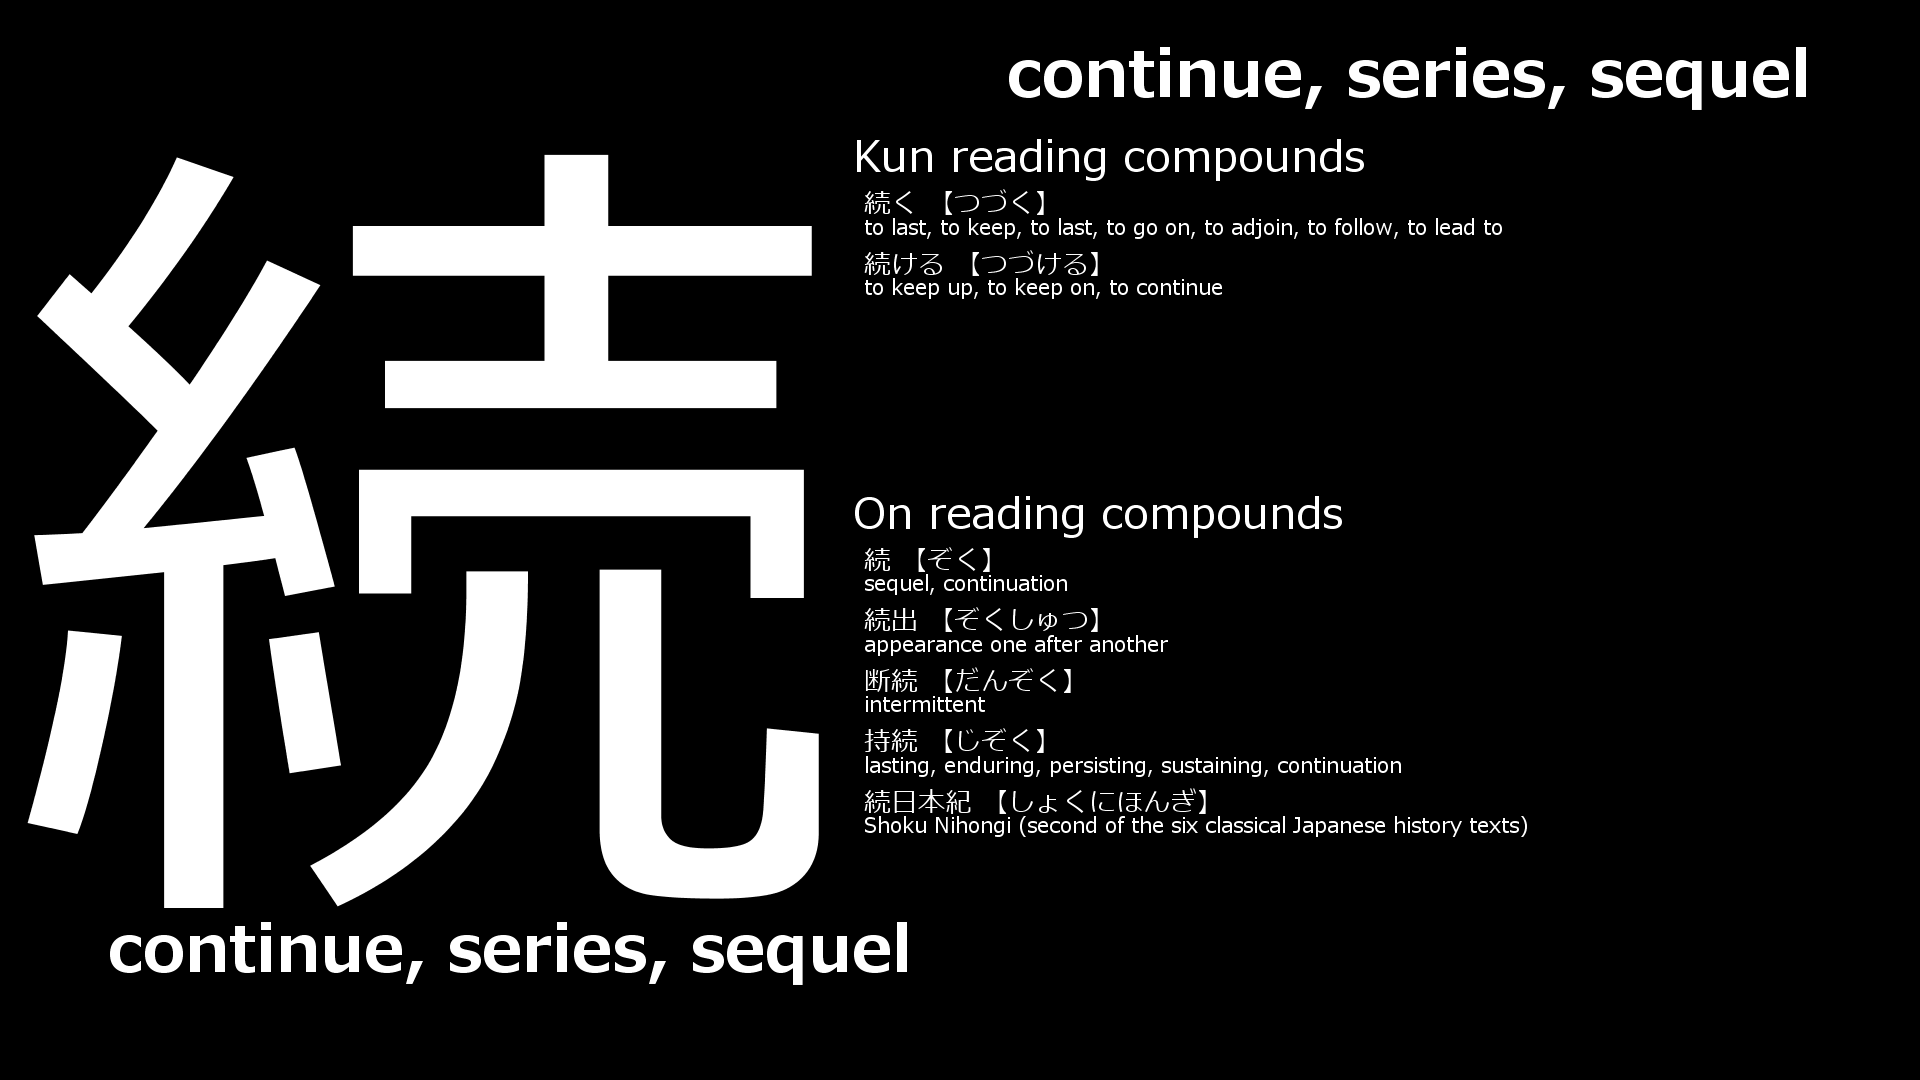 continue, series, sequel
続
Kun reading compounds
続く 【つづく】
to last, to keep, to last, to go on, to adjoin, to follow, to lead to
続ける 【つづける】
to keep up, to keep on, to continue
On reading compounds
続 【ぞく】
sequel, continuation
続出 【ぞくしゅつ】
appearance one after another
断続 【だんぞく】
intermittent
持続 【じぞく】
lasting, enduring, persisting, sustaining, continuation
続日本紀 【しょくにほんぎ】
Shoku Nihongi (second of the six classical Japanese history texts)
continue, series, sequel